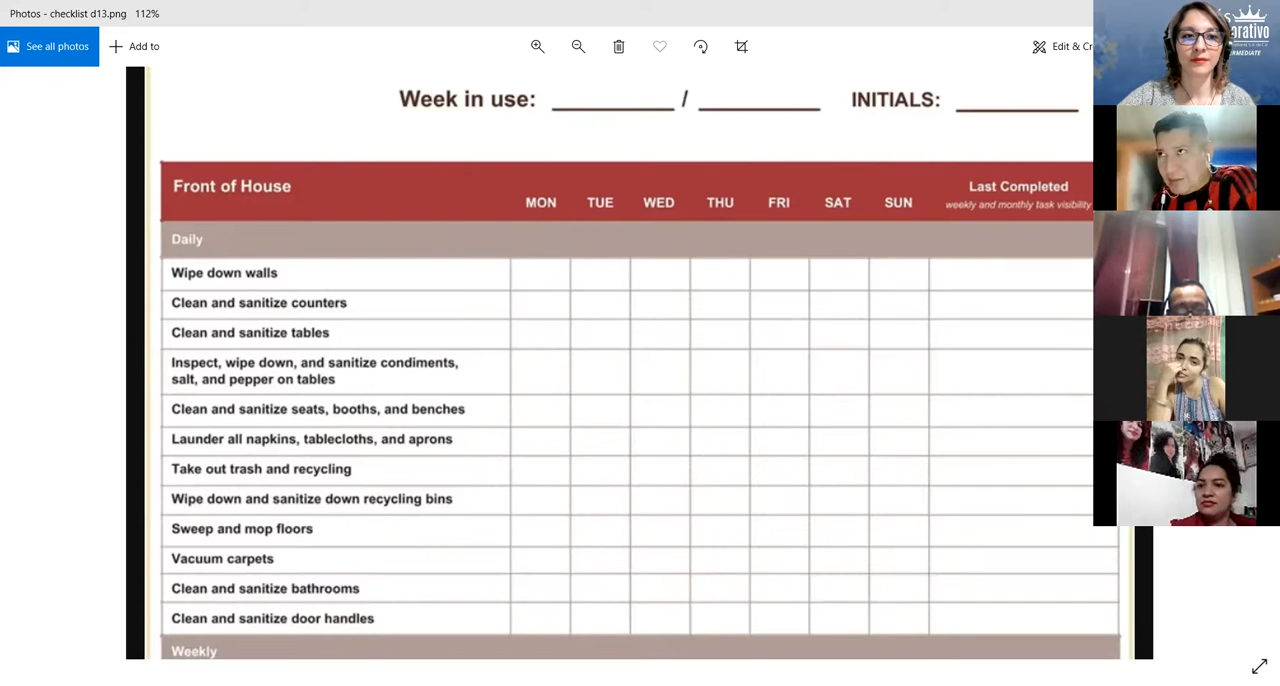 Photos - checklist d13.png 112%
See all photos
Add to
Edit & Cr
Week in use: ____________ / ____________ INITIALS: ____________
Front of House
MON TUE WED THU FRI SAT SUN
Last Completed
weekly and monthly task visibility
Daily
Wipe down walls
Clean and sanitize counters
Clean and sanitize tables
Inspect, wipe down, and sanitize condiments,
salt, and pepper on tables
Clean and sanitize seats, booths, and benches
Launder all napkins, tablecloths, and aprons
Take out trash and recycling
Wipe down and sanitize down recycling bins
Sweep and mop floors
Vacuum carpets
Clean and sanitize bathrooms
Clean and sanitize door handles
Weekly